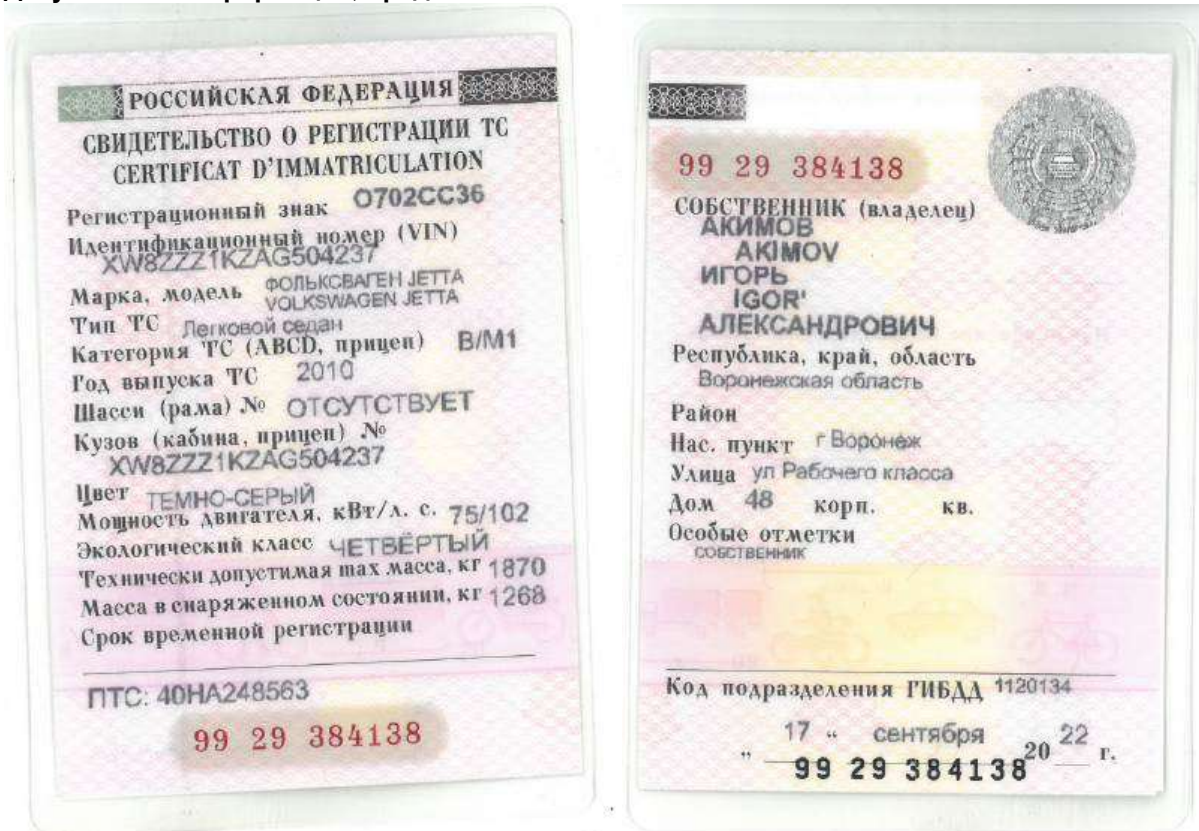 РОССИЙСКАЯ ФЕДЕРАЦИЯ
СВИДЕТЕЛЬСТВО О РЕГИСТРАЦИИ ТС
CERTIFICAT D'IMMATRICULATION
Регистрационный знак О702СС36
Идентификационный номер (VIN)
XW8ZZZ1KZAG504237
Марка, модель ФОЛЬКСВАГЕН JETTA
VOLKSWAGEN JETTA
Тип ТС Легковой седан
Категория ТС (ABCD, прицеп) B/M1
Год выпуска ТС 2010
Шасси (рама) № ОТСУТСТВУЕТ
Кузов (кабина, прицеп) №
XW8ZZZ1KZAG504237
Цвет ТЕМНО-СЕРЫЙ
Мощность двигателя, кВт/л. с. 75/102
Экологический класс ЧЕТВЁРТЫЙ
Технически допустимая max масса, кг 1870
Масса в снаряженном состоянии, кг 1268
Срок временной регистрации
ПТС: 40НА248563
99 29 384138
99 29 384138
СОБСТВЕННИК (владелец)
АКИМОВ
AKIMOV
ИГОРЬ
IGOR'
АЛЕКСАНДРОВИЧ
Республика, край, область
Воронежская область
Район
Нас. пункт г Воронеж
Улица ул Рабочего класса
Дом 48 корп. кв.
Особые отметки
СОБСТВЕННИК
Код подразделения ГИБДД 1120134
" 17 " сентября 20 22 г.
99 29 384138